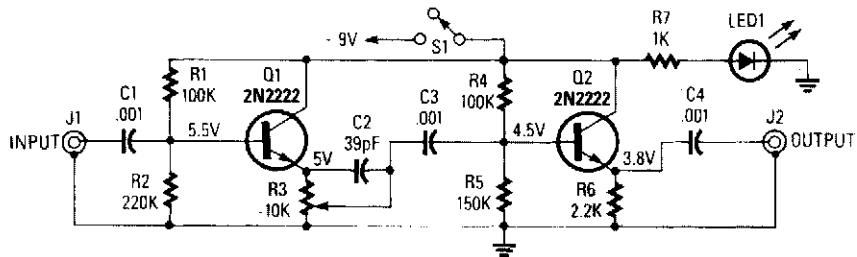 - 9V
S1
R7
1K
LED1
J1
INPUT
C1
.001
R1
100K
Q1
2N2222
5.5V
R2
220K
5V
C2
39pF
R3
-10K
C3
.001
R4
100K
4.5V
R5
150K
Q2
2N2222
3.8V
R6
2.2K
C4
.001
J2
OUTPUT